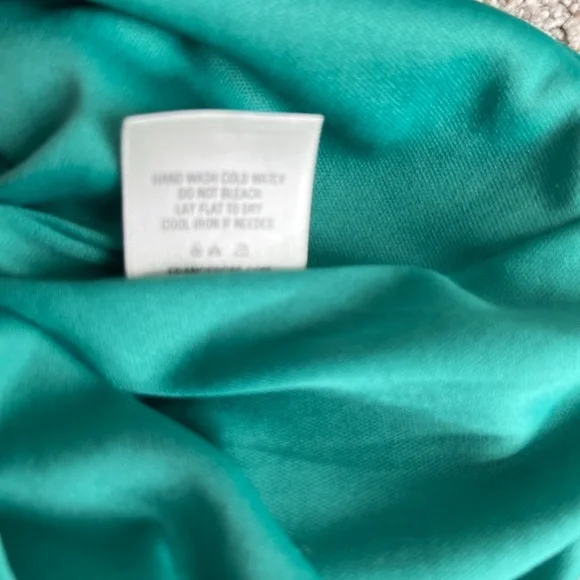 HAND WASH COLD WATER
DO NOT BLEACH
LAY FLAT TO DRY
COOL IRON IF NEEDED